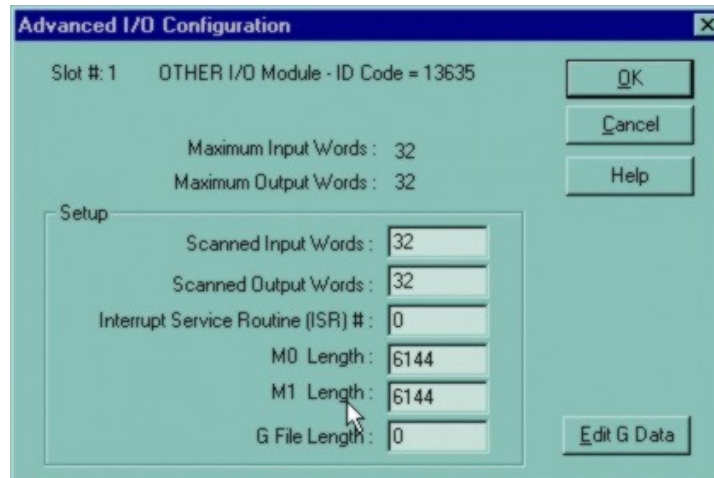 Advanced I/O Configuration
Slot #: 1 OTHER I/O Module - ID Code = 13635
OK
Cancel
Help
Maximum Input Words : 32
Maximum Output Words : 32
Setup
Scanned Input Words : 32
Scanned Output Words : 32
Interrupt Service Routine (ISR) # : 0
M0 Length : 6144
M1 Length : 6144
G File Length : 0
Edit G Data